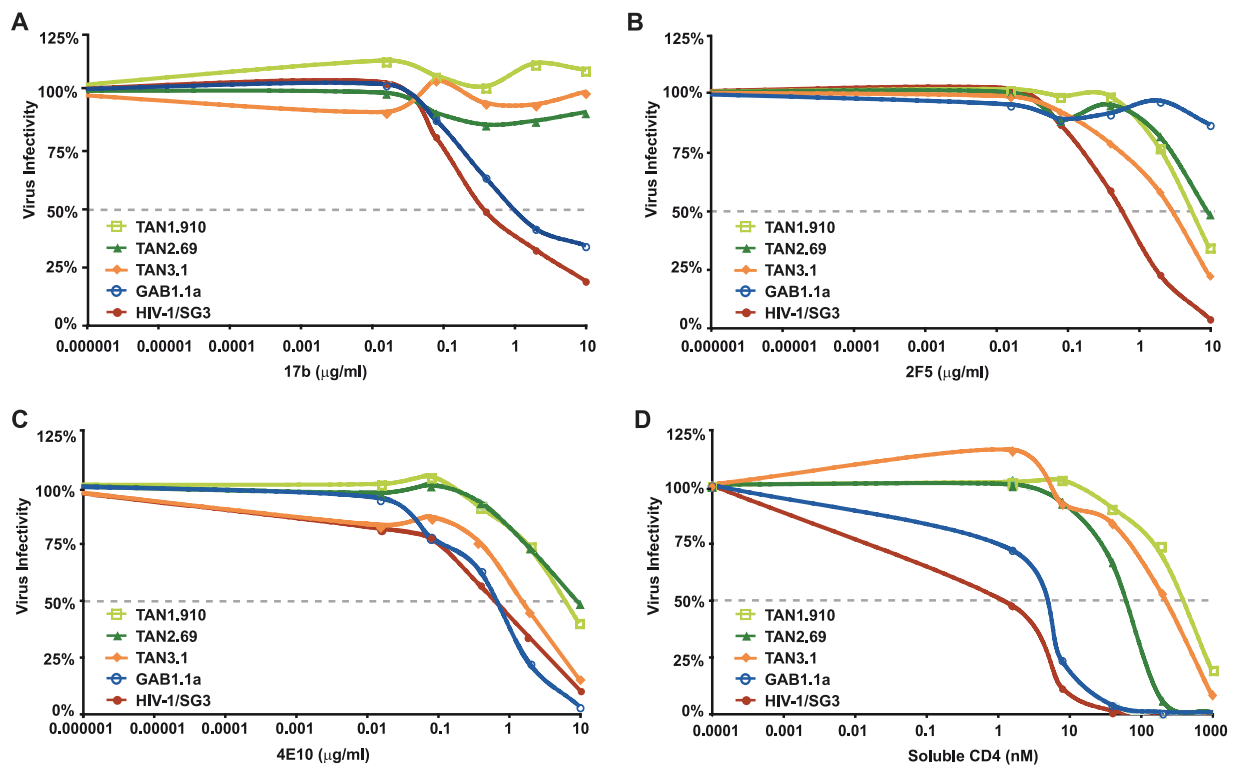 A
Virus Infectivity
125%
100%
75%
50%
25%
0%
TAN1.910
TAN2.69
TAN3.1
GAB1.1a
HIV-1/SG3
0.000001 0.00001 0.0001 0.001 0.01 0.1 1 10
17b (μg/ml)
B
Virus Infectivity
125%
100%
75%
50%
25%
0%
TAN1.910
TAN2.69
TAN3.1
GAB1.1a
HIV-1/SG3
0.000001 0.00001 0.0001 0.001 0.01 0.1 1 10
2F5 (μg/ml)
C
Virus Infectivity
125%
100%
75%
50%
25%
0%
TAN1.910
TAN2.69
TAN3.1
GAB1.1a
HIV-1/SG3
0.000001 0.00001 0.0001 0.001 0.01 0.1 1 10
4E10 (μg/ml)
D
Virus Infectivity
125%
100%
75%
50%
25%
0%
TAN1.910
TAN2.69
TAN3.1
GAB1.1a
HIV-1/SG3
0.0001 0.001 0.01 0.1 1 10 100 1000
Soluble CD4 (nM)